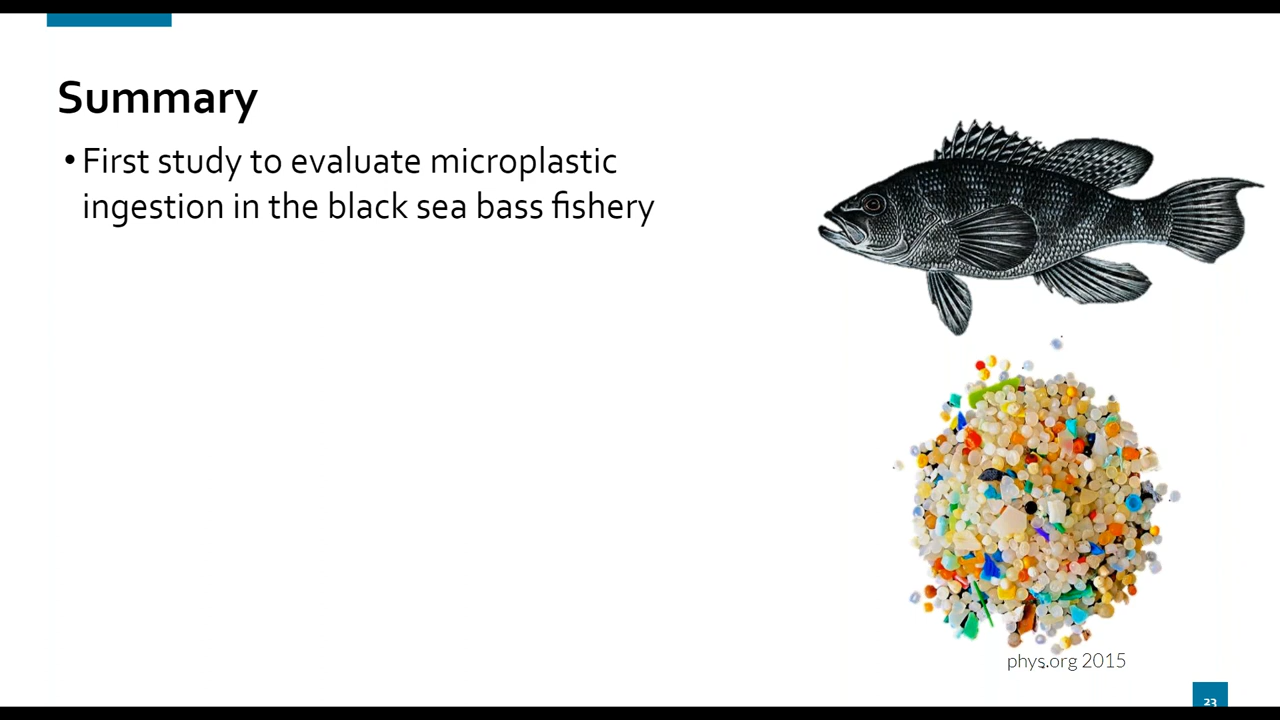 Summary
• First study to evaluate microplastic
ingestion in the black sea bass fishery
phys.org 2015
23